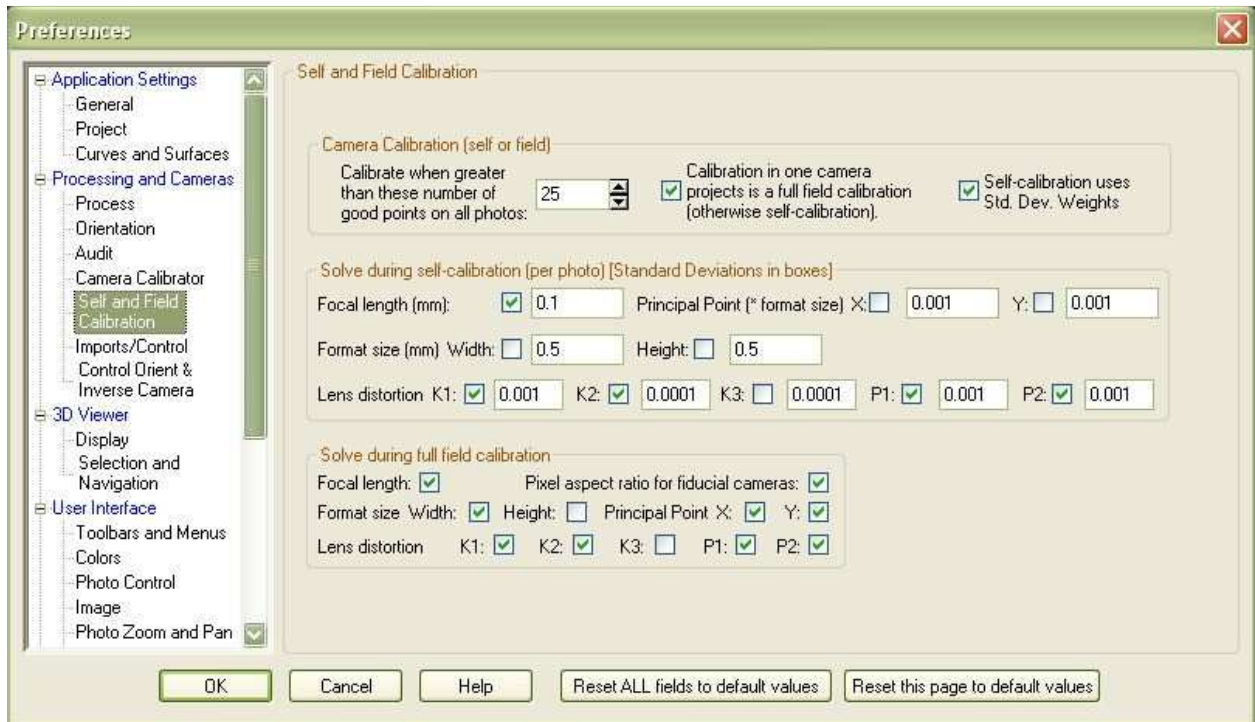 Preferences
Application Settings
General
Project
Curves and Surfaces
Processing and Cameras
Process
Orientation
Audit
Camera Calibrator
Self and Field
Calibration
Imports/Control
Control Orient &
Inverse Camera
3D Viewer
Display
Selection and
Navigation
User Interface
Toolbars and Menus
Colors
Photo Control
Image
Photo Zoom and Pan
Self and Field Calibration
Camera Calibration (self or field)
Calibrate when greater
than these number of
good points on all photos:
25
Calibration in one camera
projects is a full field calibration
(otherwise self-calibration).
Self-calibration uses
Std. Dev. Weights
Solve during self-calibration (per photo) [Standard Deviations in boxes]
Focal length (mm): 0.1 Principal Point (* format size) X: 0.001 Y: 0.001
Format size (mm) Width: 0.5 Height: 0.5
Lens distortion K1: 0.001 K2: 0.0001 K3: 0.0001 P1: 0.001 P2: 0.001
Solve during full field calibration
Focal length: Pixel aspect ratio for fiducial cameras:
Format size Width: Height: Principal Point X: Y:
Lens distortion K1: K2: K3: P1: P2:
OK Cancel Help Reset ALL fields to default values Reset this page to default values